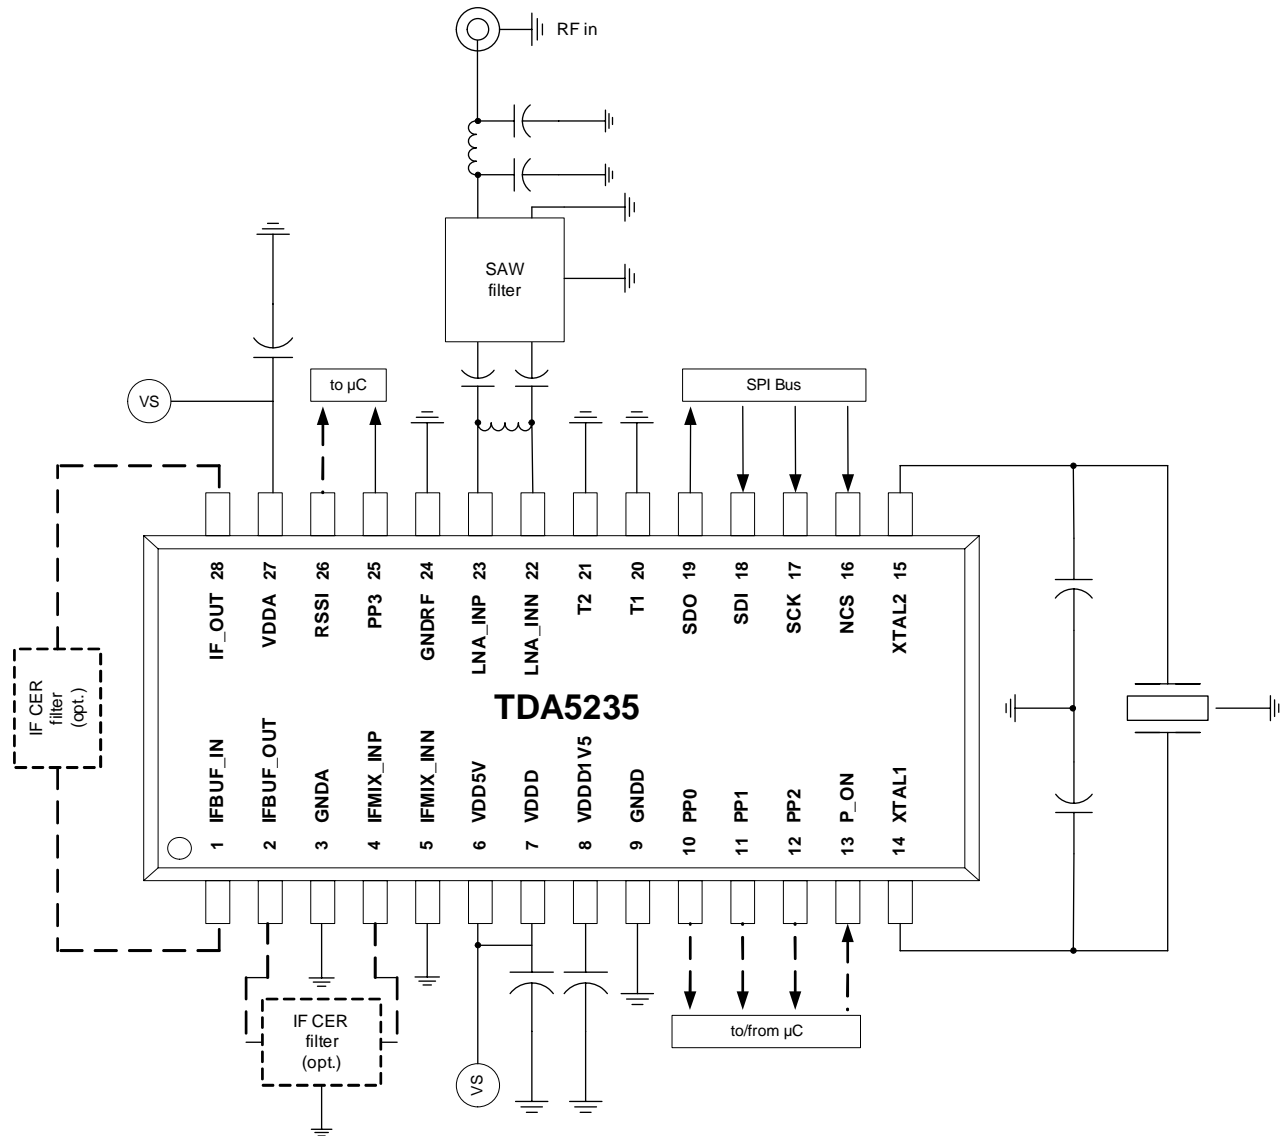 RF in
SAW
filter
VS
to µC
SPI Bus
IF_OUT 28
VDDA 27
RSSI 26
PP3 25
GNDRF 24
LNA_INP 23
LNA_INN 22
T2 21
T1 20
SDO 19
SDI 18
SCK 17
NCS 16
XTAL2 15
IF CER
filter
(opt.)
TDA5235
1 IFBUF_IN
2 IFBUF_OUT
3 GNDA
4 IFMIX_INP
5 IFMIX_INN
6 VDD5V
7 VDDD
8 VDDD1V5
9 GNDD
10 PP0
11 PP1
12 PP2
13 P_ON
14 XTAL1
IF CER
filter
(opt.)
to/from µC
VS